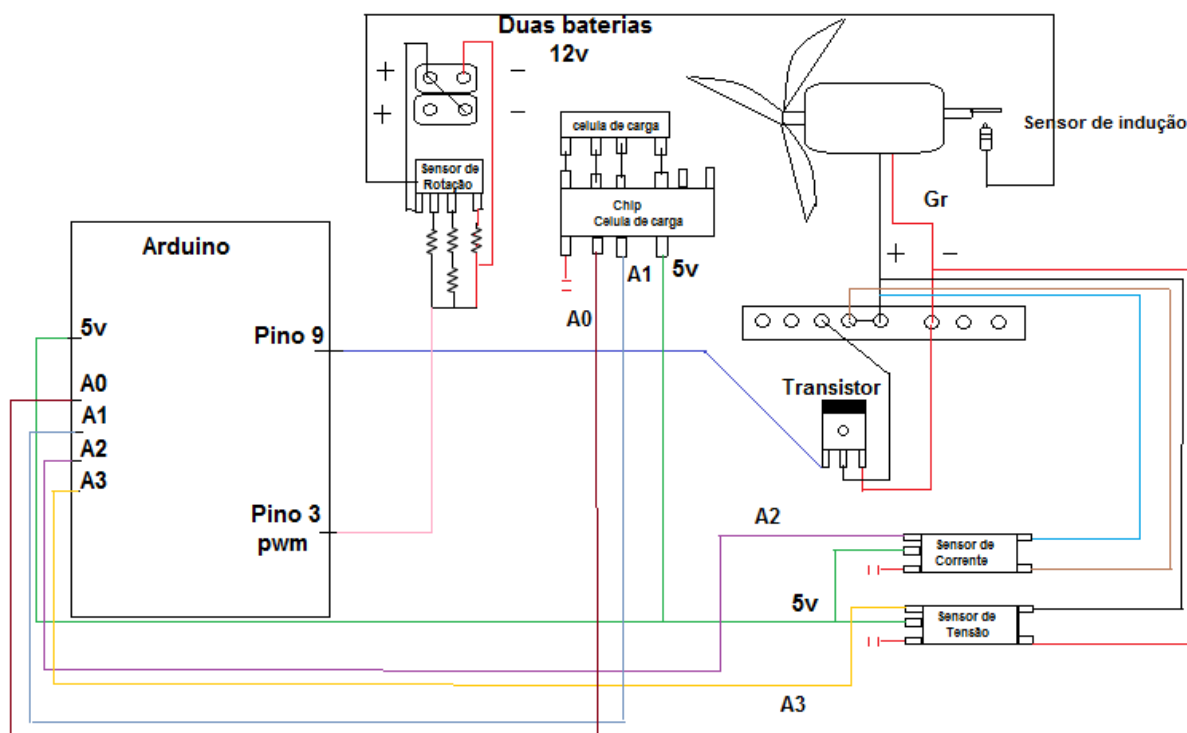 Duas baterias
12v
+
−
+
−
celula de carga
Sensor de indução
Sensor de
Rotação
Chip
Celula de carga
Gr
Arduino
+
−
A1
5v
A0
5v
Pino 9
A0
Transistor
A1
A2
A3
Pino 3
pwm
A2
Sensor de
Corrente
5v
Sensor de
Tensão
A3